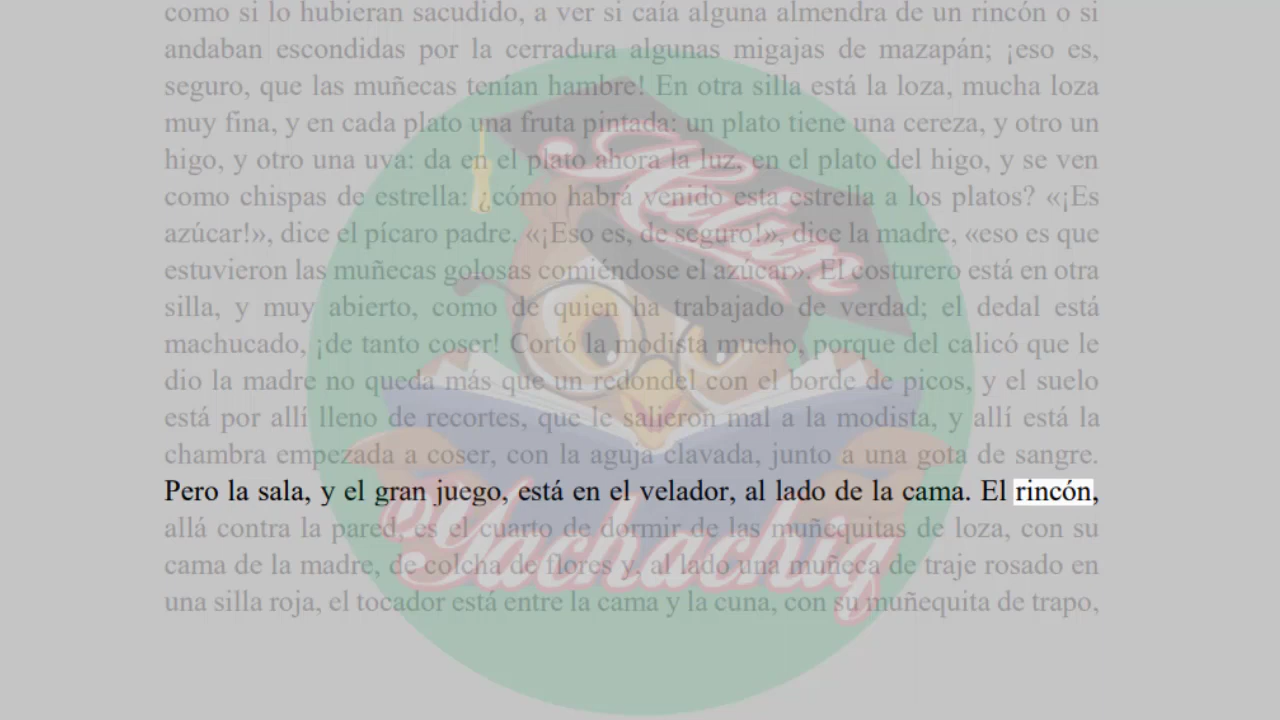 como si lo hubieran sacudido, a ver si caía alguna almendra de un rincón o si
andaban escondidas por la cerradura algunas migajas de mazapán; ¡eso es,
seguro, que las muñecas tenían hambre! En otra silla está la loza, mucha loza
muy fina, y en cada plato una fruta pintada: un plato tiene una cereza, y otro un
higo, y otro una uva: da en el plato ahora la luz, en el plato del higo, y se ven
como chispas de estrella: ¿cómo habrá venido esta estrella a los platos? «¡Es
azúcar!», dice el pícaro padre. «¡Eso es, de seguro!», dice la madre, «eso es que
estuvieron las muñecas golosas comiéndose el azúcar». El costurero está en otra
silla, y muy abierto, como de quien ha trabajado de verdad; el dedal está
machucado, ¡de tanto coser! Cortó la modista mucho, porque del calicó que le
dio la madre no queda más que un redondel con el borde de picos, y el suelo
está por allí lleno de recortes, que le salieron mal a la modista, y allí está la
chambra empezada a coser, con la aguja clavada, junto a una gota de sangre.
Pero la sala, y el gran juego, está en el velador, al lado de la cama. El rincón,
allá contra la pared, es el cuarto de dormir de las muñequitas de loza, con su
cama de la madre, de colcha de flores y, al lado una muñeca de traje rosado en
una silla roja, el tocador está entre la cama y la cuna, con su muñequita de trapo,
@Yachachiq